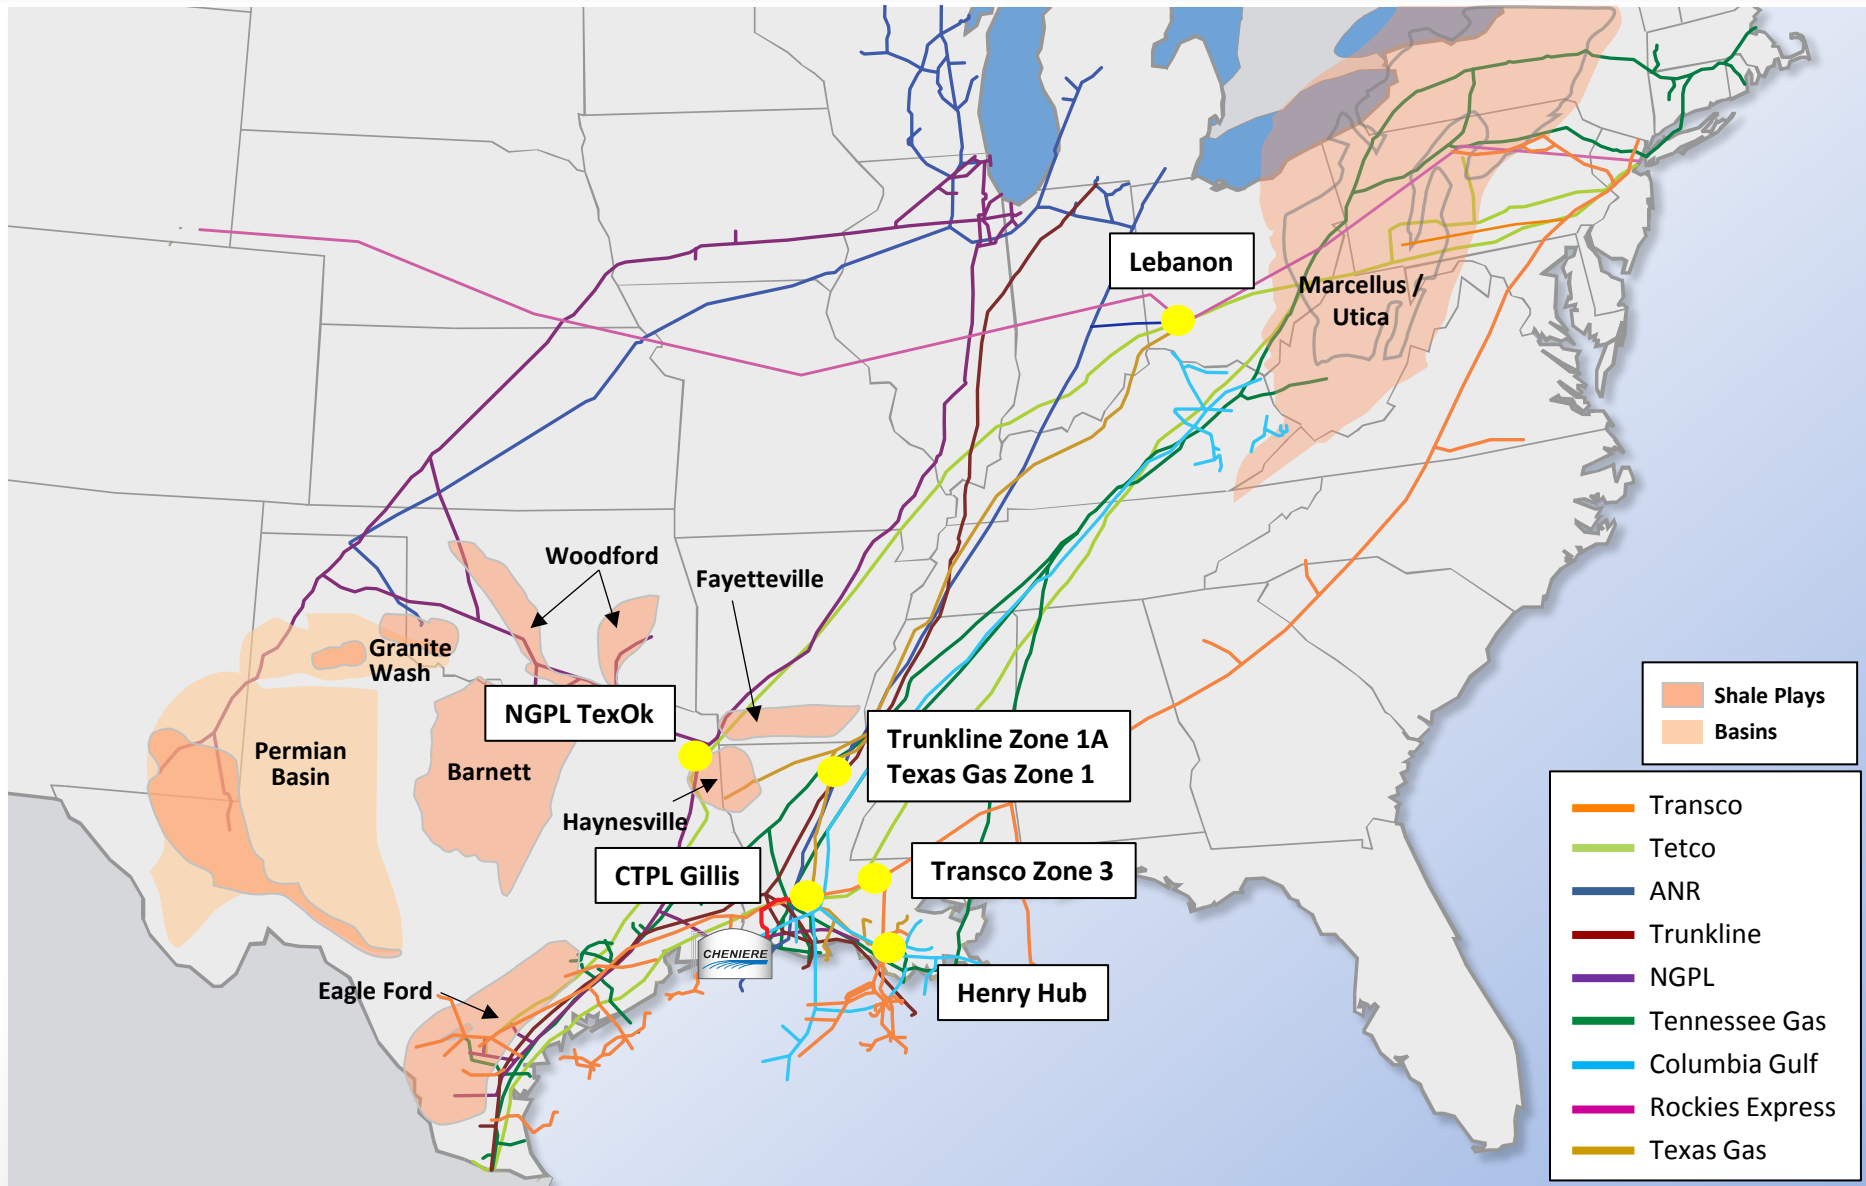 Lebanon
Marcellus /
Utica
Woodford
Fayetteville
Granite
Wash
NGPL TexOk
Permian
Basin
Barnett
Haynesville
Trunkline Zone 1A
Texas Gas Zone 1
CTPL Gillis
Transco Zone 3
CHENIERE
Eagle Ford
Henry Hub
Shale Plays
Basins
Transco
Tetco
ANR
Trunkline
NGPL
Tennessee Gas
Columbia Gulf
Rockies Express
Texas Gas